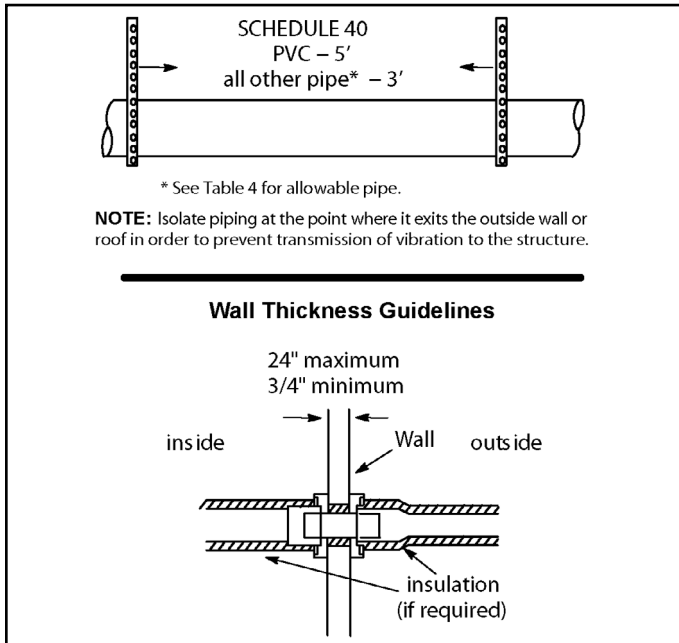 SCHEDULE 40
PVC – 5’
all other pipe* – 3’
* See Table 4 for allowable pipe.
NOTE: Isolate piping at the point where it exits the outside wall or
roof in order to prevent transmission of vibration to the structure.
Wall Thickness Guidelines
24" maximum
3/4" minimum
inside
Wall
outside
insulation
(if required)